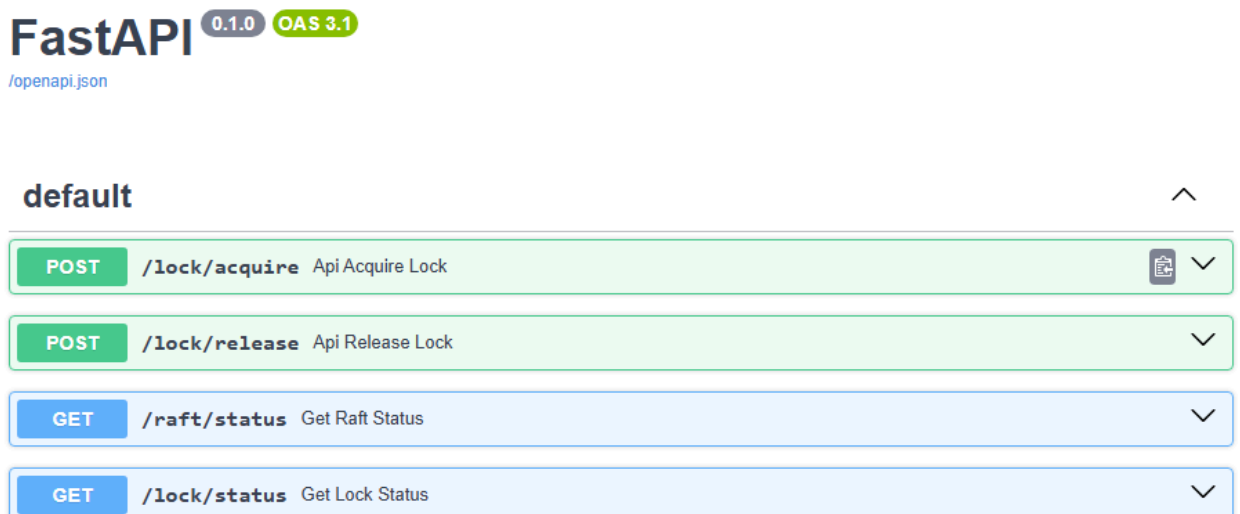 FastAPI 0.1.0 OAS 3.1
/openapi.json
default
POST /lock/acquire Api Acquire Lock
POST /lock/release Api Release Lock
GET /raft/status Get Raft Status
GET /lock/status Get Lock Status